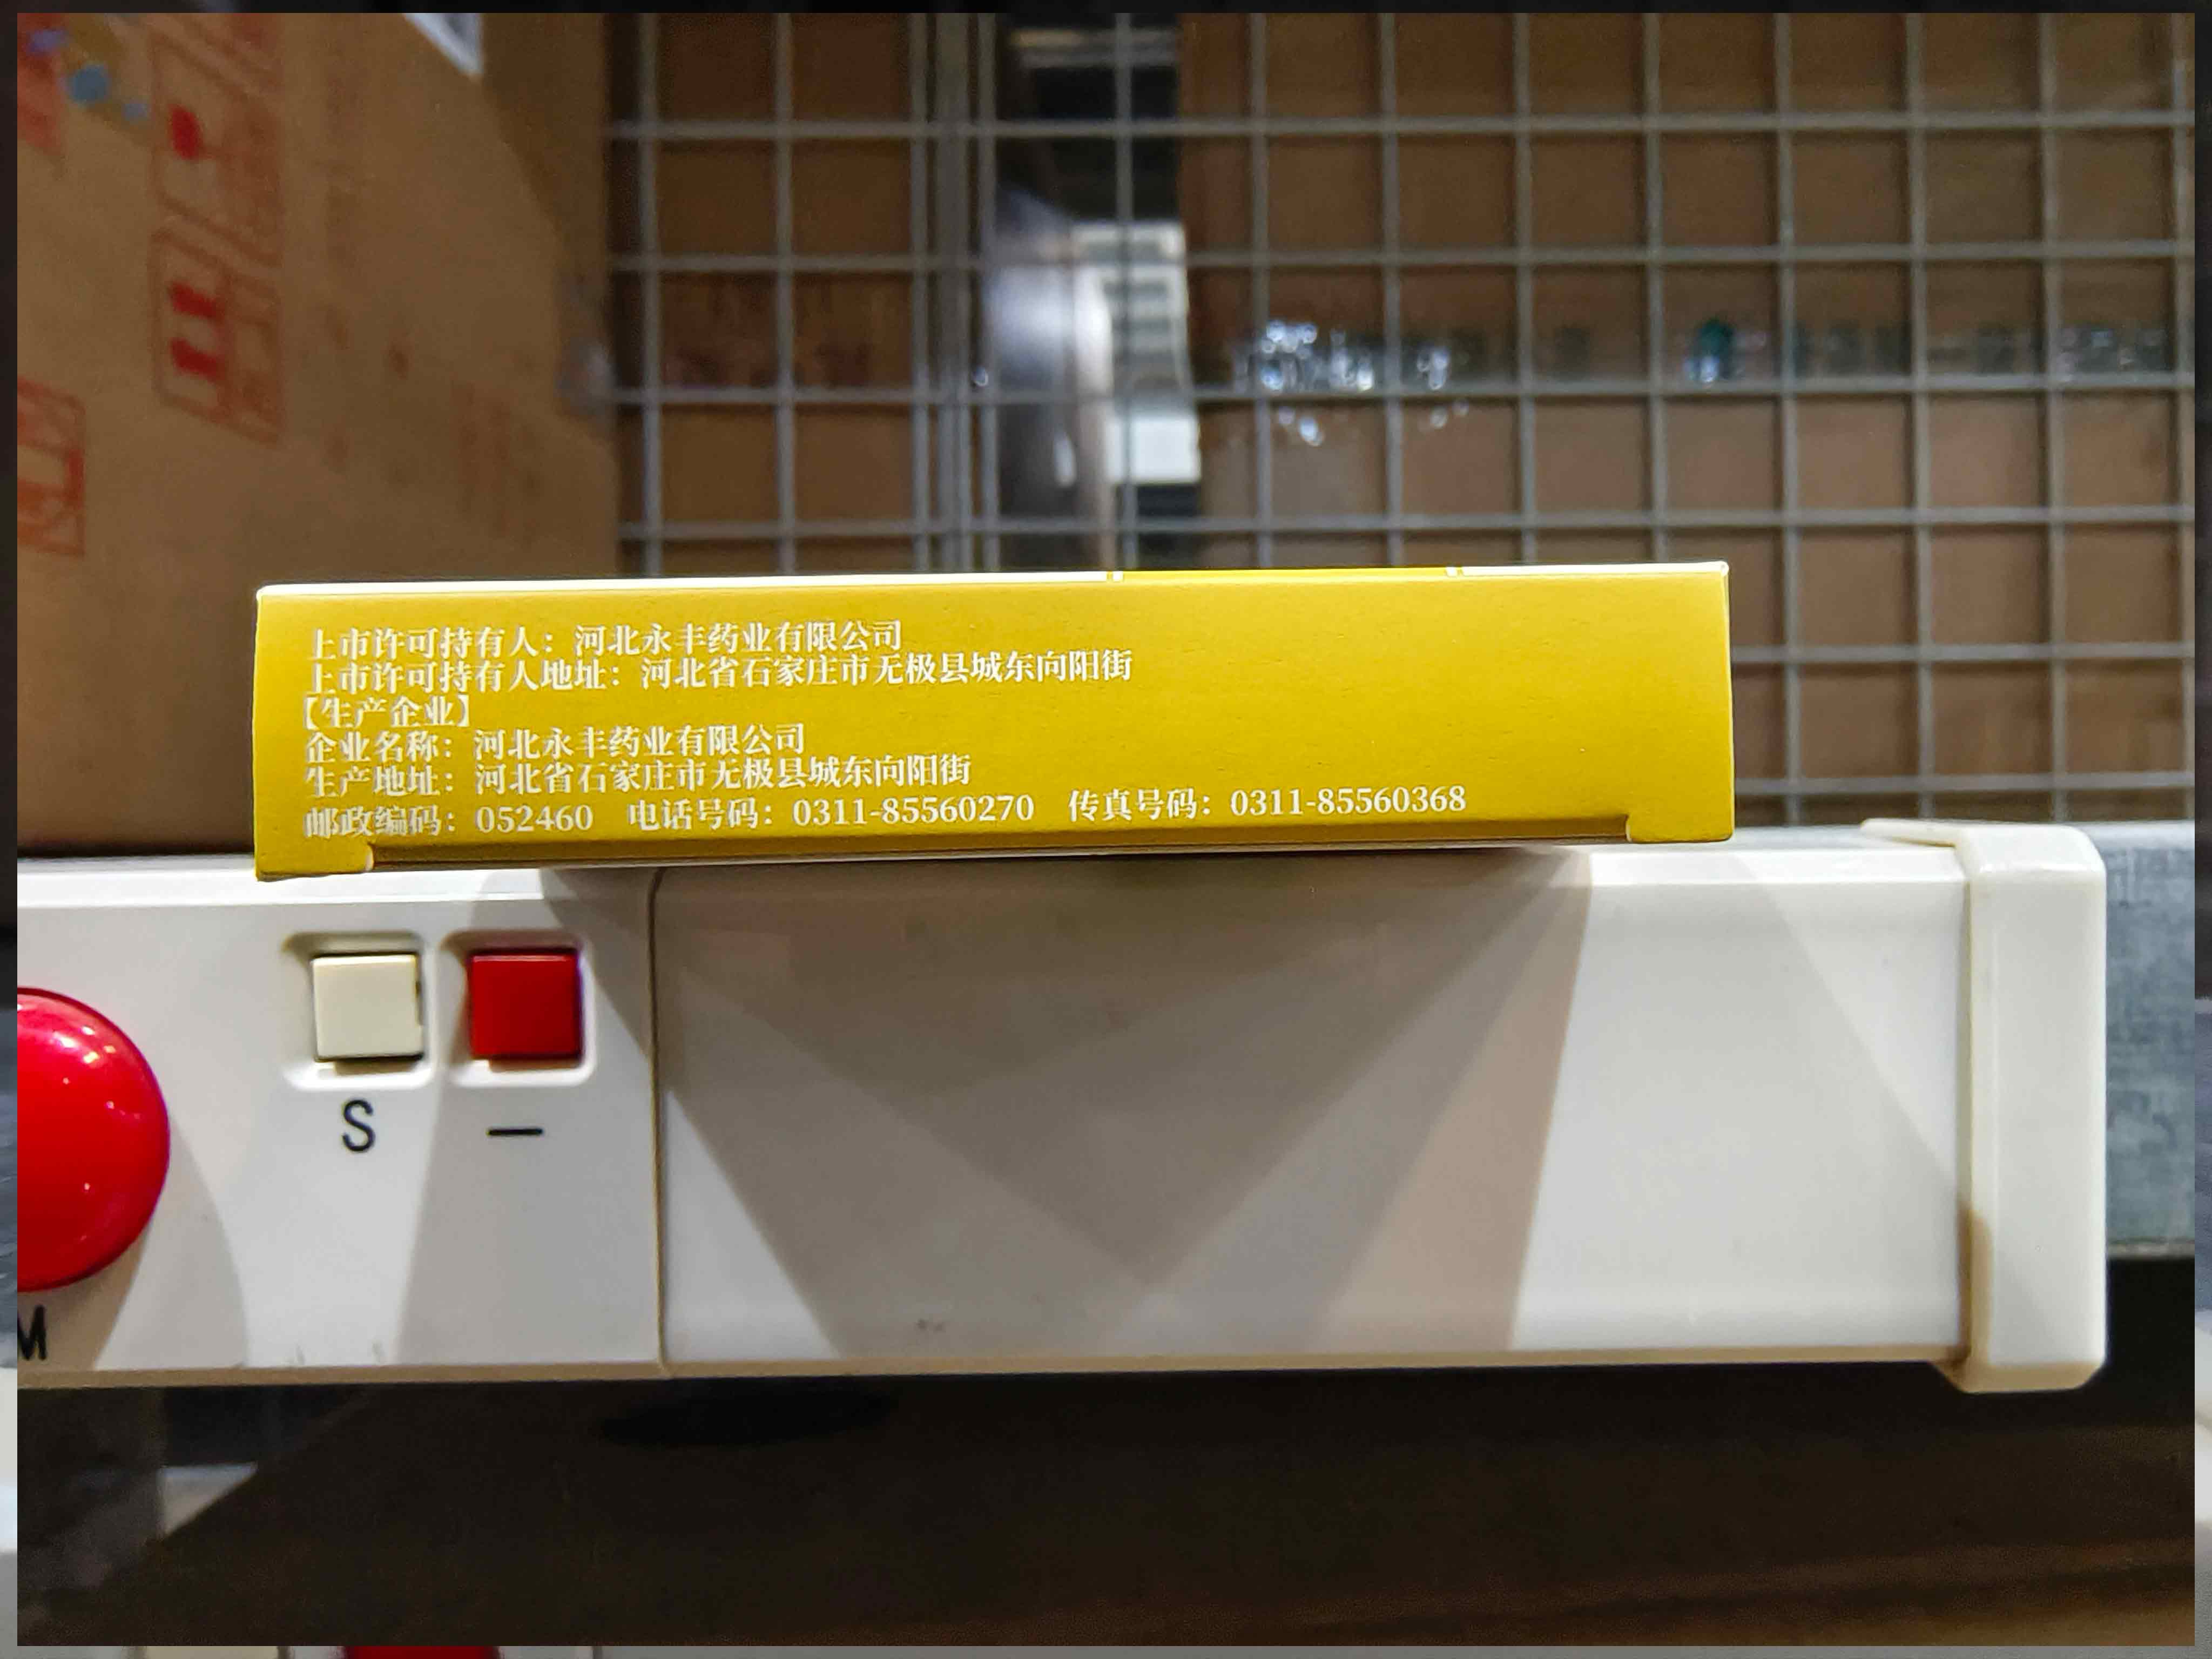 上市许可持有人：河北永丰药业有限公司
上市许可持有人地址：河北省石家庄市无极县城东向阳街
【生产企业】
企业名称：河北永丰药业有限公司
生产地址：河北省石家庄市无极县城东向阳街
邮政编码：052460 电话号码：0311-85560270 传真号码：0311-85560368
S —
M